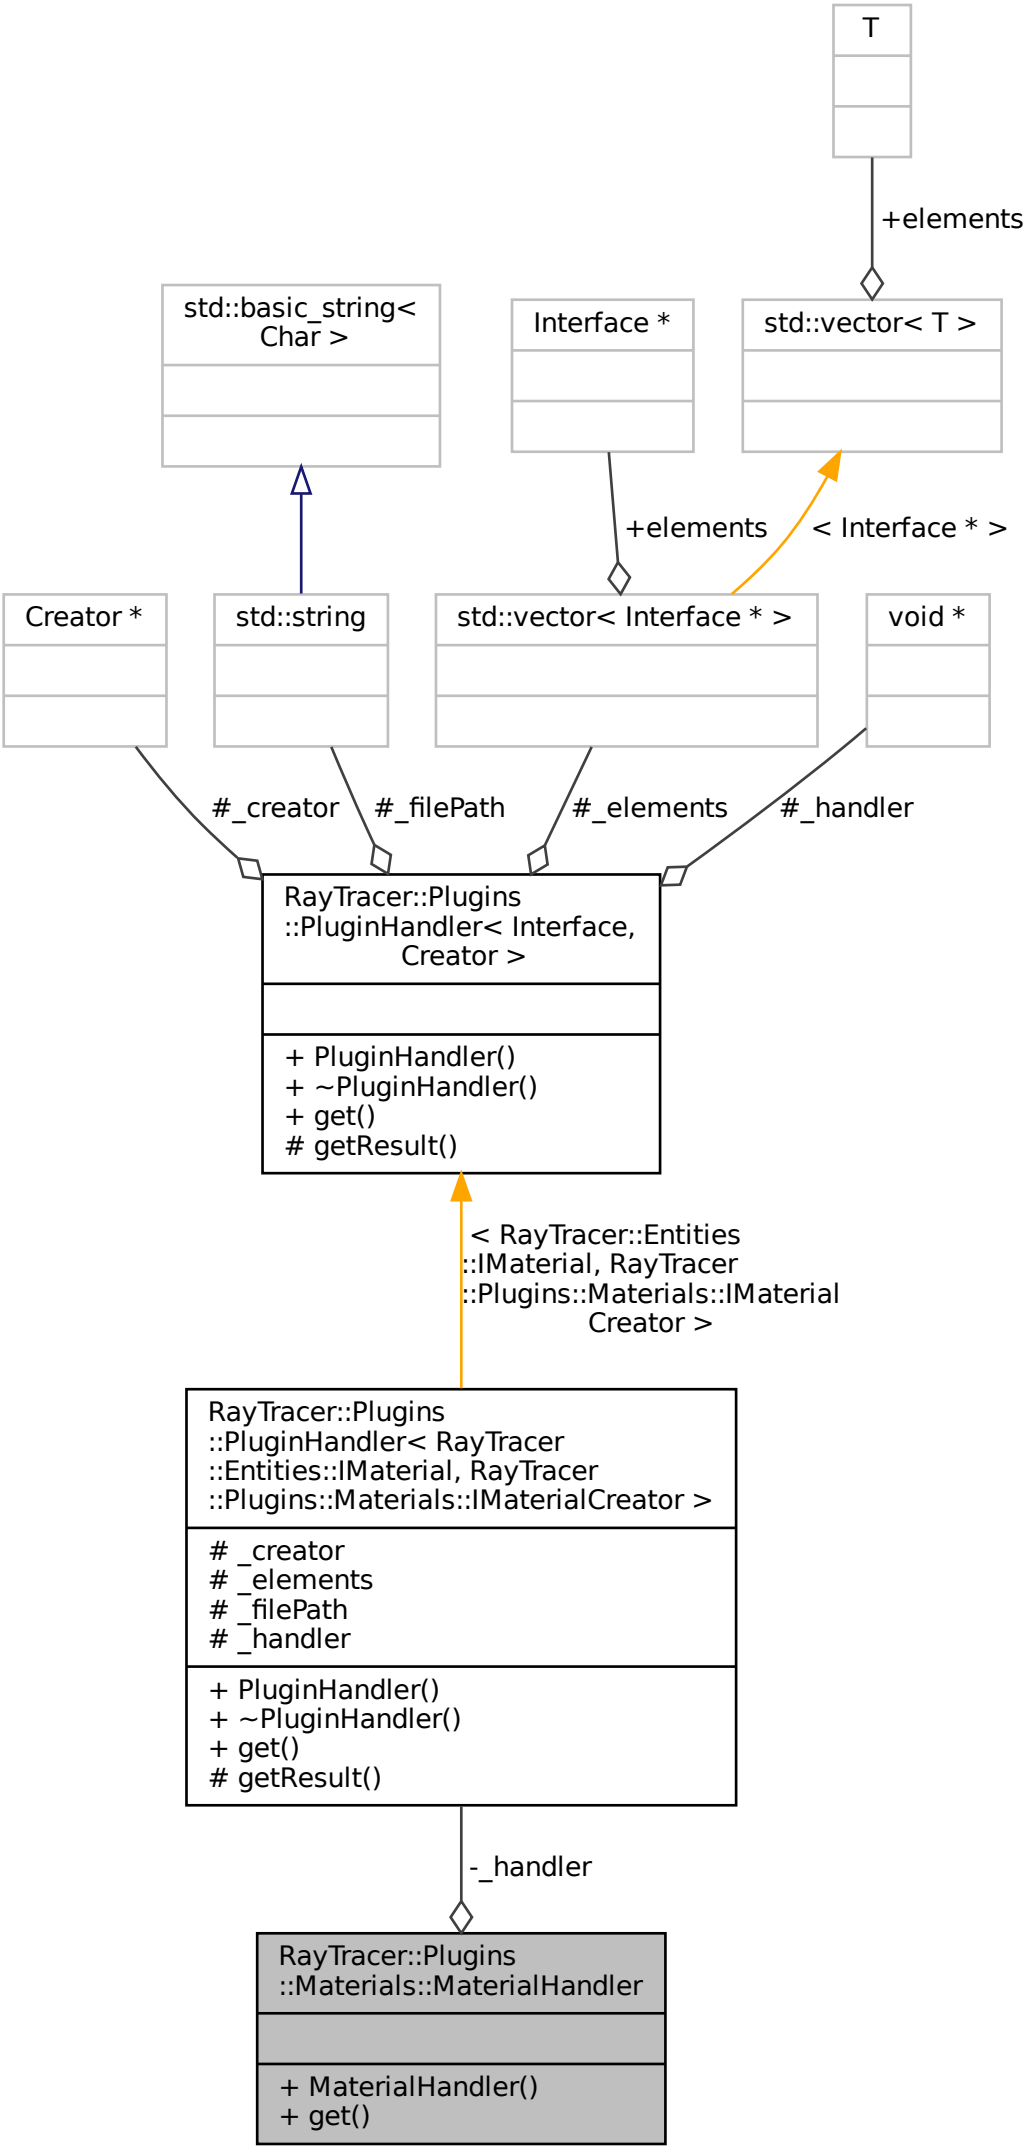 T
+elements
std::basic_string<
Char >
Interface *
std::vector< T >
+elements
< Interface * >
Creator *
std::string
std::vector< Interface * >
void *
#_creator
#_filePath
#_elements
#_handler
RayTracer::Plugins
::PluginHandler< Interface,
Creator >
+ PluginHandler()
+ ~PluginHandler()
+ get()
# getResult()
< RayTracer::Entities
::IMaterial, RayTracer
::Plugins::Materials::IMaterial
Creator >
RayTracer::Plugins
::PluginHandler< RayTracer
::Entities::IMaterial, RayTracer
::Plugins::Materials::IMaterialCreator >
# _creator
# _elements
# _filePath
# _handler
+ PluginHandler()
+ ~PluginHandler()
+ get()
# getResult()
-_handler
RayTracer::Plugins
::Materials::MaterialHandler
+ MaterialHandler()
+ get()